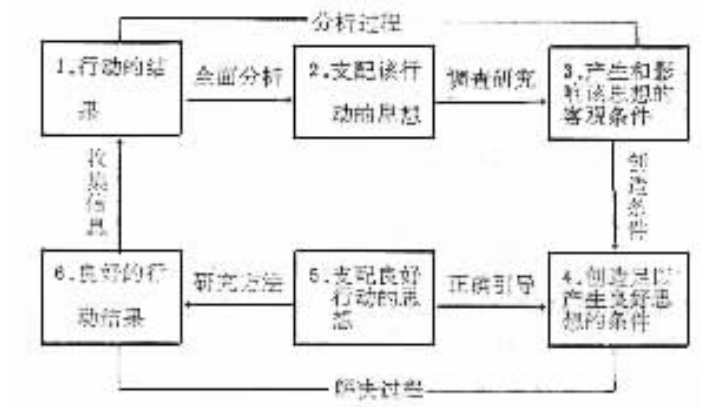 分析过程
1.行动的结
果
全面分析
2.支配该行
动的思想
调查研究
3.产生和影
响该思想的
客观条件
收集信息
创造条件
6.良好的行
动结果
研究方法
5.支配良好
行动的思
想
正确引导
4.创造足以
产生良好思
想的条件
解决过程